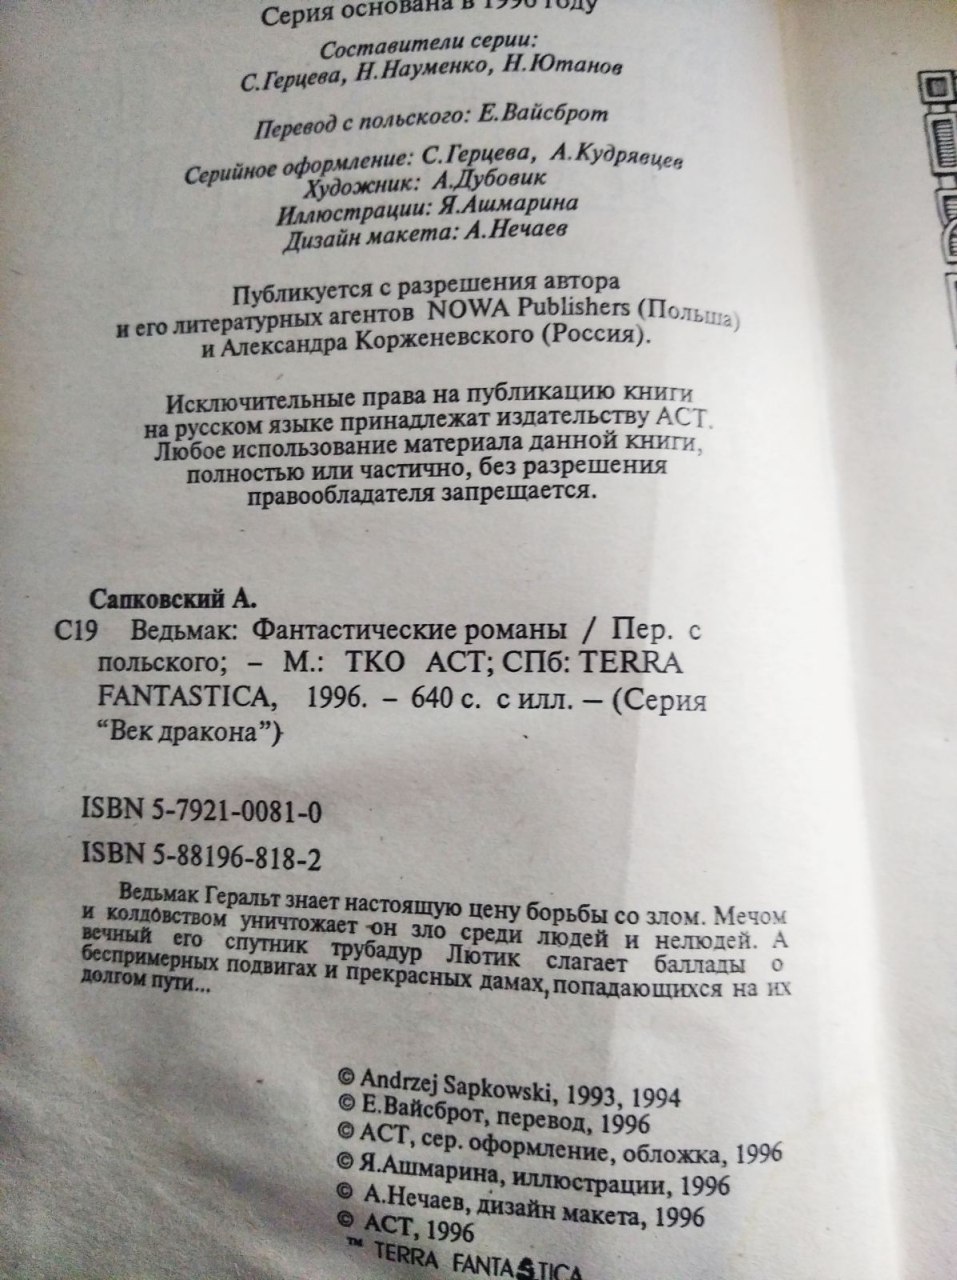 Серия основана в 1996 году
Составители серии:
С.Герцева, Н.Науменко, Н.Ютанов
Перевод с польского: Е.Вайсброт
Серийное оформление: С.Герцева, А.Кудрявцев
Художник: А.Дубовик
Иллюстрации: Я.Ашмарина
Дизайн макета: А.Нечаев
Публикуется с разрешения автора
и его литературных агентов NOWA Publishers (Польша)
и Александра Корженевского (Россия).
Исключительные права на публикацию книги
на русском языке принадлежат издательству АСТ.
Любое использование материала данной книги,
полностью или частично, без разрешения
правообладателя запрещается.
Сапковский А.
С19 Ведьмак: Фантастические романы / Пер. с
польского; – М.: ТКО АСТ; СПб: TERRA
FANTASTICA, 1996. – 640 с. с илл. – (Серия
“Век дракона”)
ISBN 5-7921-0081-0
ISBN 5-88196-818-2
Ведьмак Геральт знает настоящую цену борьбы со злом. Мечом
и колдовством уничтожает он зло среди людей и нелюдей. А
вечный его спутник трубадур Лютик слагает баллады о
беспримерных подвигах и прекрасных дамах, попадающихся на их
долгом пути...
© Andrzej Sapkowski, 1993, 1994
© Е.Вайсброт, перевод, 1996
© АСТ, сер. оформление, обложка, 1996
© Я.Ашмарина, иллюстрации, 1996
© А.Нечаев, дизайн макета, 1996
© АСТ, 1996
™ TERRA FANTASTICA